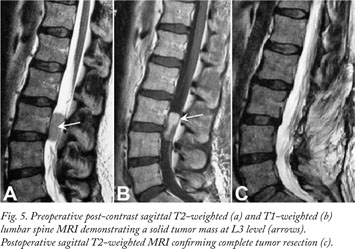 A
B
C
Fig. 5. Preoperative post-contrast sagittal T2-weighted (a) and T1-weighted (b)
lumbar spine MRI demonstrating a solid tumor mass at L3 level (arrows).
Postoperative sagittal T2-weighted MRI confirming complete tumor resection (c).